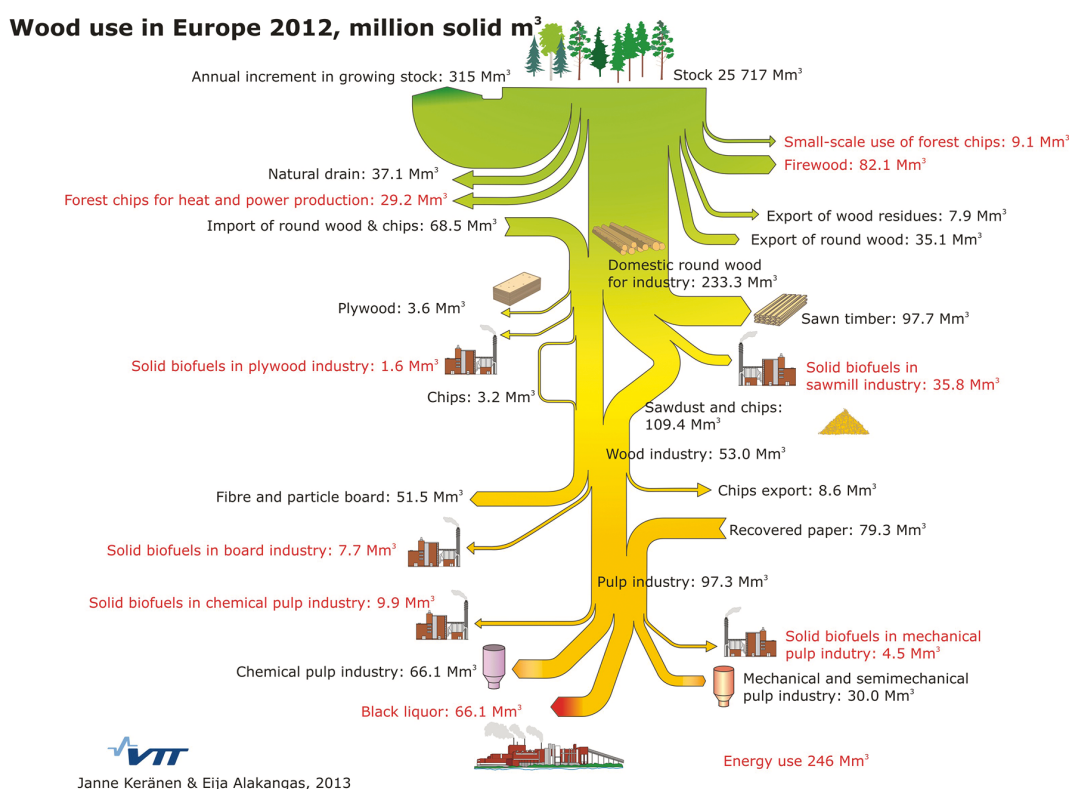 Wood use in Europe 2012, million solid m³
Annual increment in growing stock: 315 Mm³
Stock 25 717 Mm³
Small-scale use of forest chips: 9.1 Mm³
Firewood: 82.1 Mm³
Natural drain: 37.1 Mm³
Forest chips for heat and power production: 29.2 Mm³
Import of round wood & chips: 68.5 Mm³
Export of wood residues: 7.9 Mm³
Export of round wood: 35.1 Mm³
Domestic round wood
for industry: 233.3 Mm³
Plywood: 3.6 Mm³
Sawn timber: 97.7 Mm³
Solid biofuels in plywood industry: 1.6 Mm³
Solid biofuels in
sawmill industry: 35.8 Mm³
Chips: 3.2 Mm³
Sawdust and chips:
109.4 Mm³
Wood industry: 53.0 Mm³
Fibre and particle board: 51.5 Mm³
Chips export: 8.6 Mm³
Recovered paper: 79.3 Mm³
Solid biofuels in board industry: 7.7 Mm³
Pulp industry: 97.3 Mm³
Solid biofuels in chemical pulp industry: 9.9 Mm³
Solid biofuels in mechanical
pulp indutry: 4.5 Mm³
Chemical pulp industry: 66.1 Mm³
Mechanical and semimechanical
pulp industry: 30.0 Mm³
Black liquor: 66.1 Mm³
Energy use 246 Mm³
VTT
Janne Keränen & Eija Alakangas, 2013